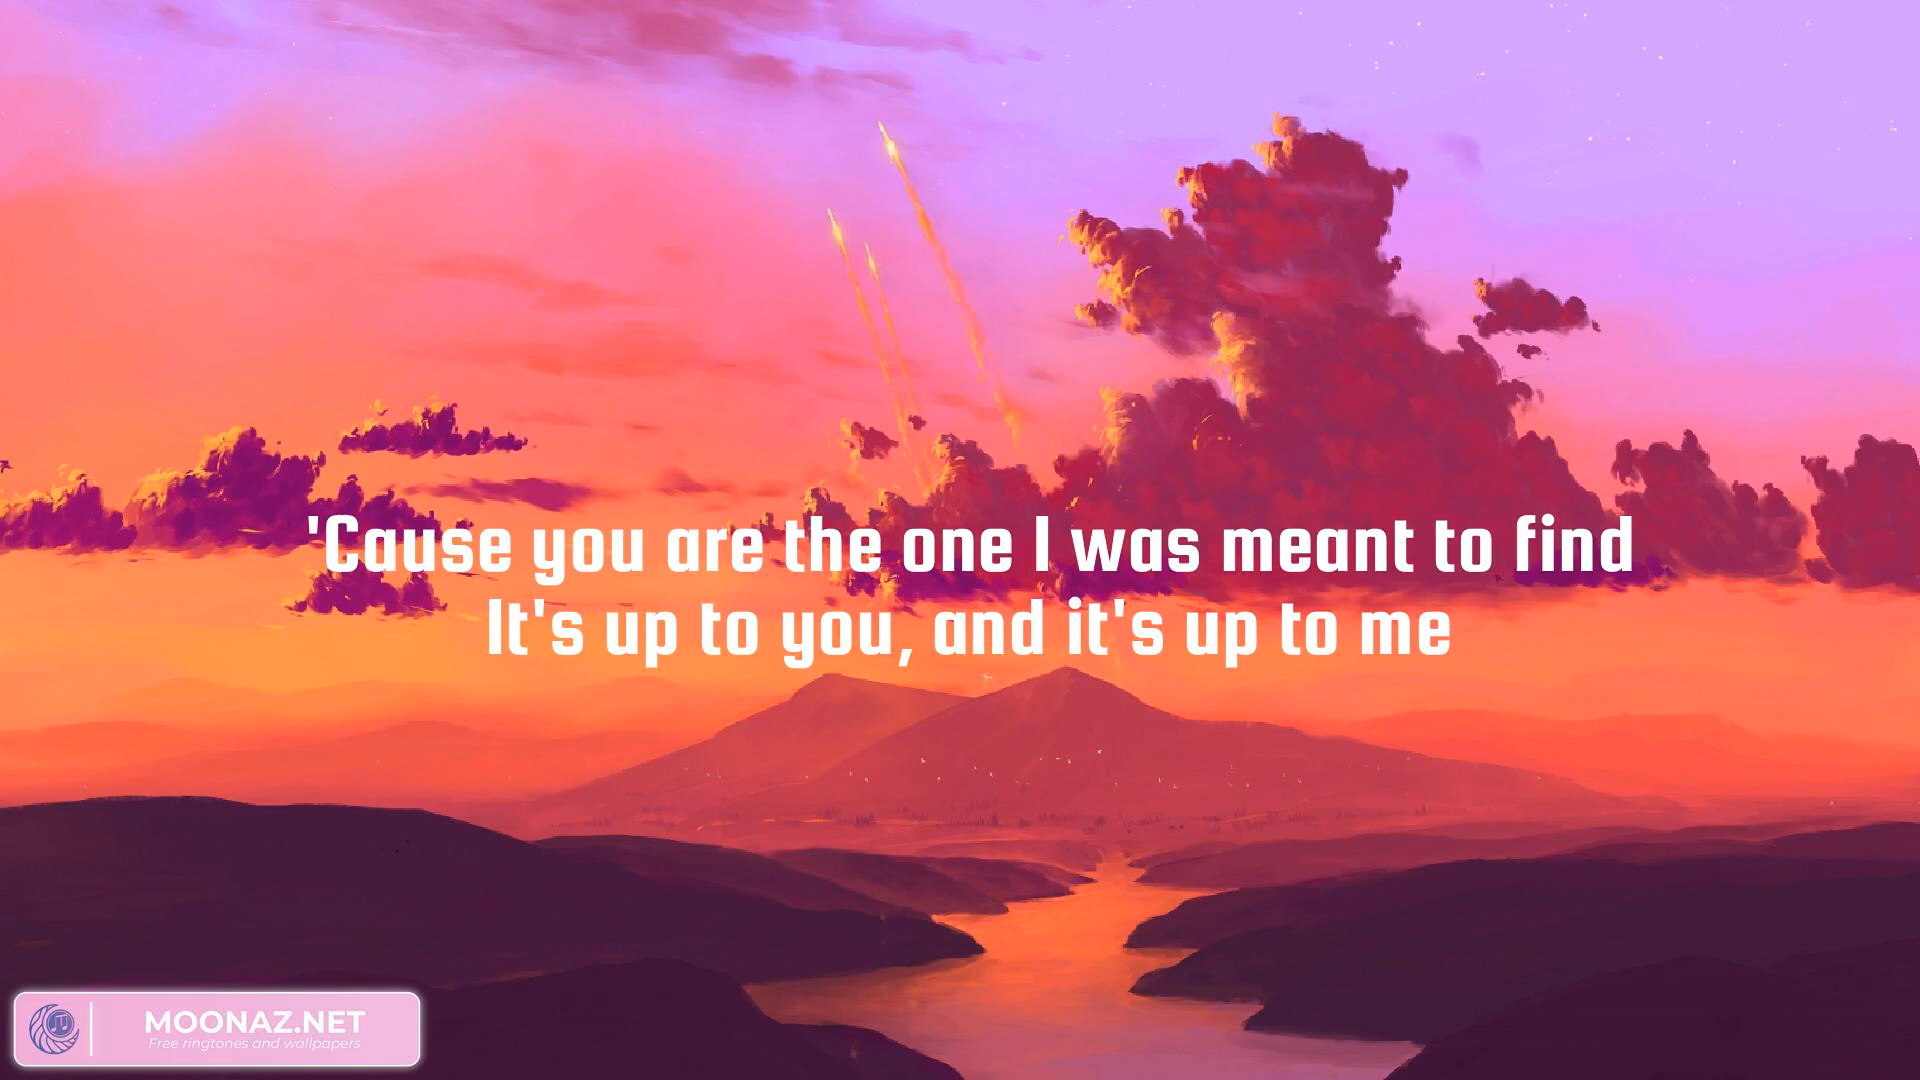 'Cause you are the one I was meant to find
It's up to you, and it's up to me
MOONAZ.NET
Free ringtones and wallpapers